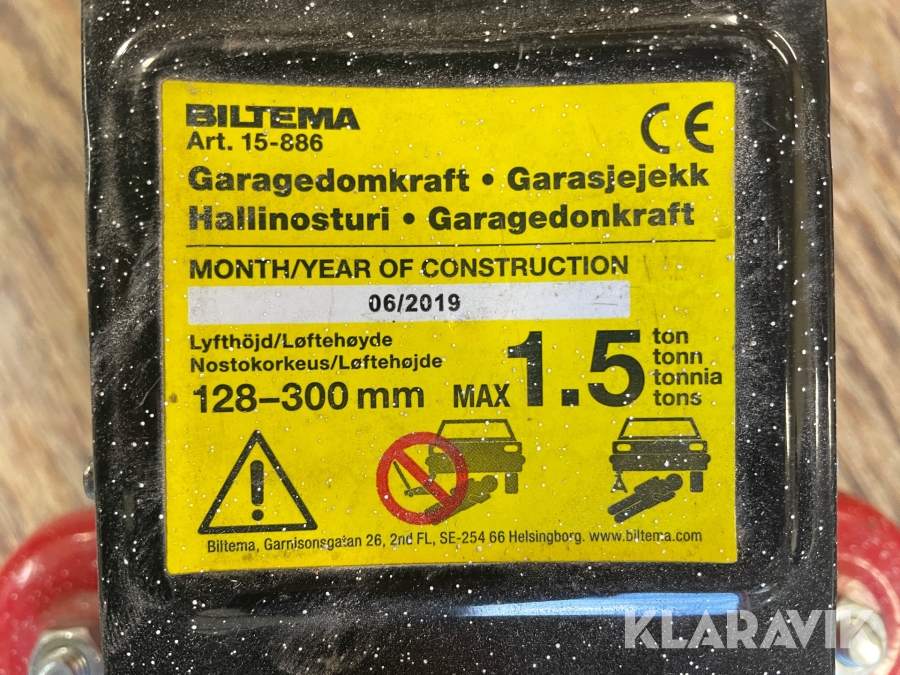 BILTEMA
Art. 15-886
CE
Garagedomkraft • Garasjejekk
Hallinosturi • Garagedonkraft
MONTH/YEAR OF CONSTRUCTION
06/2019
Lyfthöjd/Løftehøyde
Nostokorkeus/Løftehøjde
128–300 mm
MAX 1.5
ton
tonn
tonnia
tons
Biltema, Garnisonsgatan 26, 2nd FL, SE-254 66 Helsingborg. www.biltema.com
KLARAVIK